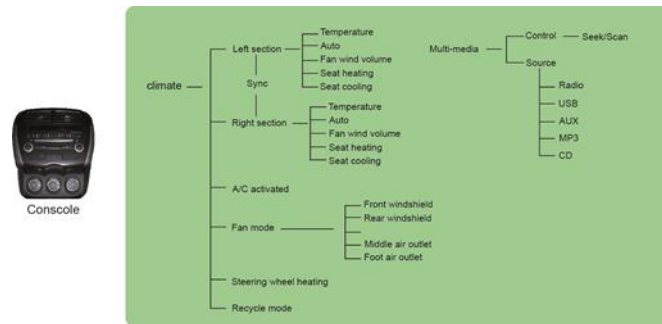 climate
Left section
Temperature
Auto
Fan wind volume
Seat heating
Seat cooling
Sync
Right section
Temperature
Auto
Fan wind volume
Seat heating
Seat cooling
A/C activated
Fan mode
Front windshield
Rear windshield
Middle air outlet
Foot air outlet
Steering wheel heating
Recycle mode
Multi-media
Control
Seek/Scan
Source
Radio
USB
AUX
MP3
CD
Conscole